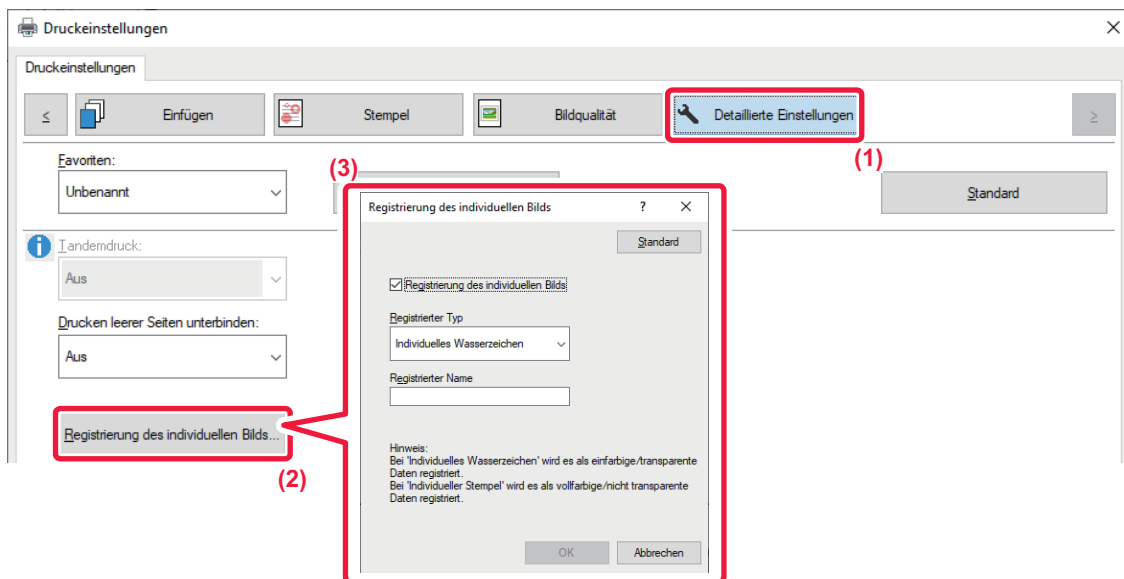 Druckeinstellungen
Druckeinstellungen
< Einfügen Stempel Bildqualität Detaillierte Einstellungen >
(1)
Favoriten:
(3)
Unbenannt
Standard
Registrierung des individuellen Bilds ?
Standard
Tandemdruck:
Aus
Registrierung des individuellen Bilds
Registrierter Typ
Drucken leerer Seiten unterbinden:
Individuelles Wasserzeichen
Aus
Registrierter Name
Registrierung des individuellen Bilds...
(2)
Hinweis:
Bei 'Individuelles Wasserzeichen' wird es als einfarbige/transparente
Daten registriert.
Bei 'Individueller Stempel' wird es als vollfarbige/nicht transparente
Daten registriert.
OK Abbrechen